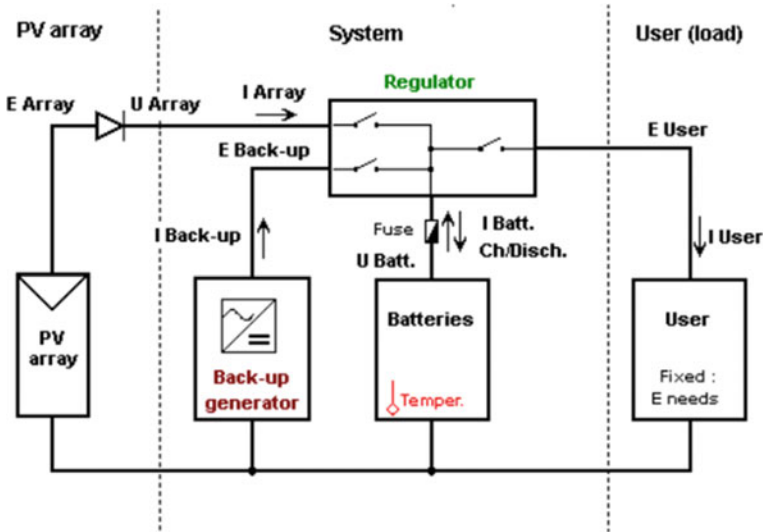 PV array
System
User (load)
Regulator
I Array
E Array
U Array
E User
E Back-up
Fuse
I Batt.
Ch/Disch.
I Back-up
U Batt.
I User
PV
array
Back-up
generator
Batteries
Temper.
User
Fixed :
E needs